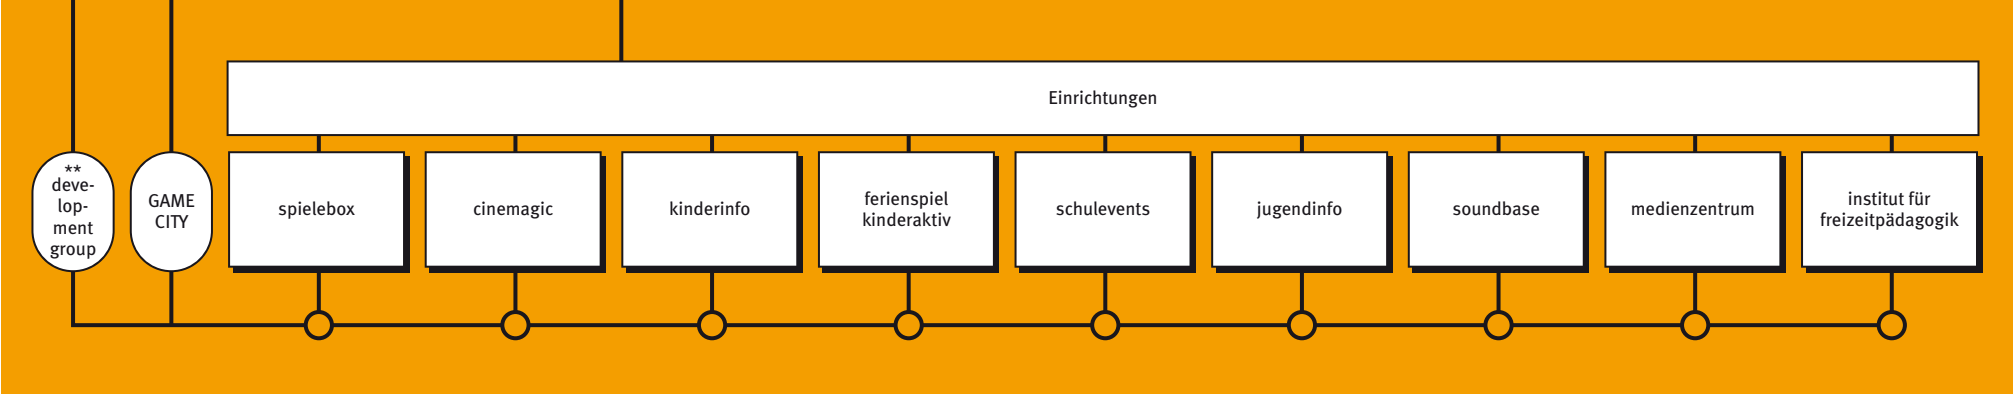 Einrichtungen
**
deve-
lop-
ment
group
GAME
CITY
spielebox
cinemagic
kinderinfo
ferienspiel
kinderaktiv
schulevents
jugendinfo
soundbase
medienzentrum
institut für
freizeitpädagogik